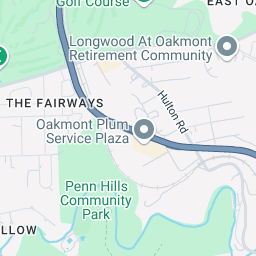 Golf Course
EAST O
Longwood At Oakmont
Retirement Community
THE FAIRWAYS
Hulton Rd
Oakmont Plum
Service Plaza
Penn Hills
Community
Park
LLOW